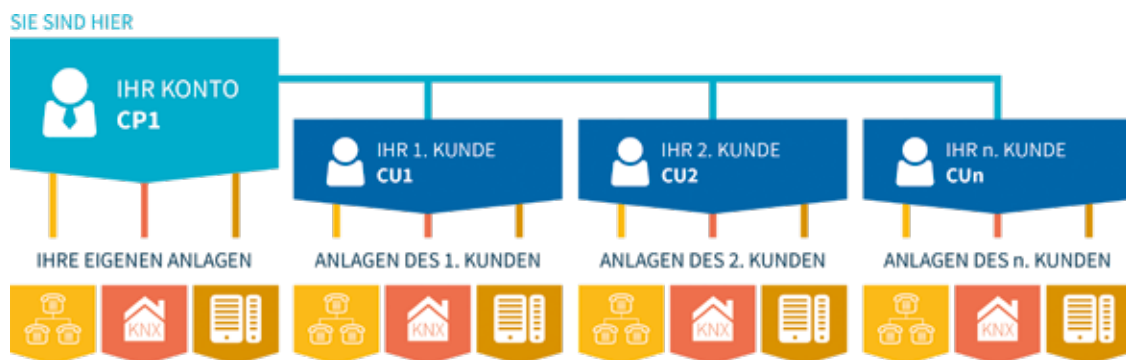 SIE SIND HIER
IHR KONTO
CP1
IHR 1. KUNDE
CU1
IHR 2. KUNDE
CU2
IHR n. KUNDE
CUn
IHRE EIGENEN ANLAGEN
ANLAGEN DES 1. KUNDEN
ANLAGEN DES 2. KUNDEN
ANLAGEN DES n. KUNDEN
KNX
KNX
KNX
KNX